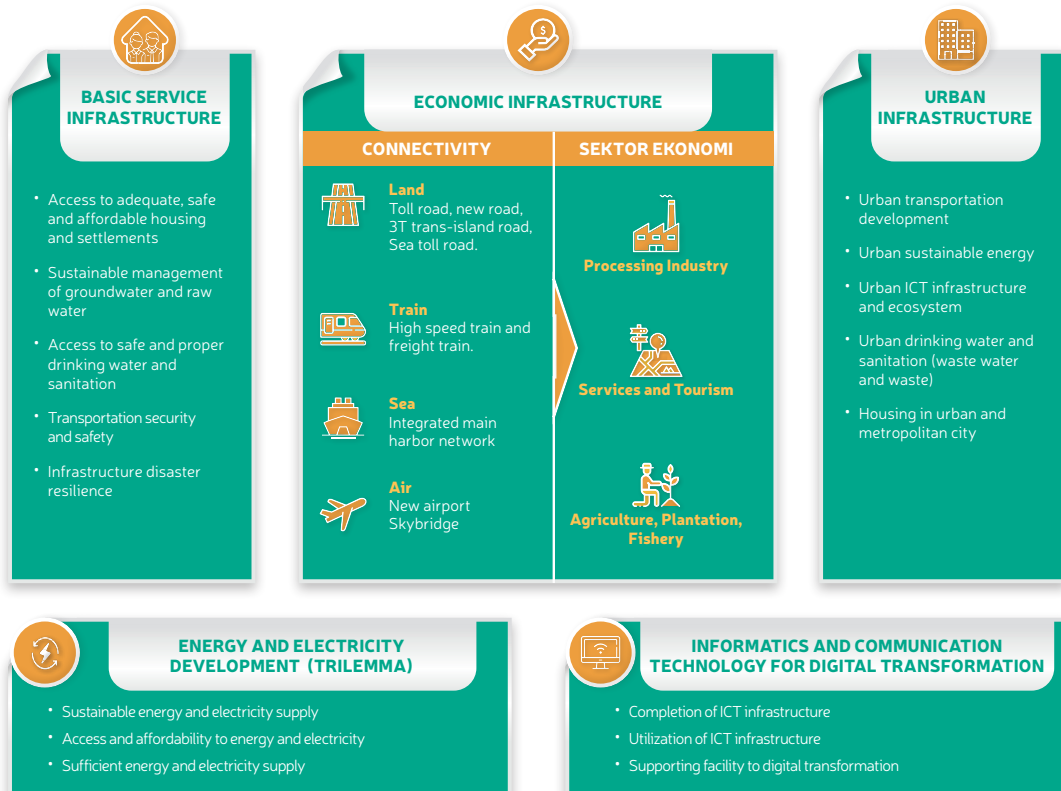 BASIC SERVICE
INFRASTRUCTURE
• Access to adequate, safe
and affordable housing
and settlements
• Sustainable management
of groundwater and raw
water
• Access to safe and proper
drinking water and
sanitation
• Transportation security
and safety
• Infrastructure disaster
resilience
$
ECONOMIC INFRASTRUCTURE
CONNECTIVITY
Land
Toll road, new road,
3T trans-island road,
Sea toll road.
Train
High speed train and
freight train.
Sea
Integrated main
harbor network
Air
New airport
Skybridge
SEKTOR EKONOMI
Processing Industry
Services and Tourism
Agriculture, Plantation,
Fishery
URBAN
INFRASTRUCTURE
• Urban transportation
development
• Urban sustainable energy
• Urban ICT infrastructure
and ecosystem
• Urban drinking water and
sanitation (waste water
and waste)
• Housing in urban and
metropolitan city
ENERGY AND ELECTRICITY
DEVELOPMENT (TRILEMMA)
• Sustainable energy and electricity supply
• Access and affordability to energy and electricity
• Sufficient energy and electricity supply
INFORMATICS AND COMMUNICATION
TECHNOLOGY FOR DIGITAL TRANSFORMATION
• Completion of ICT infrastructure
• Utilization of ICT infrastructure
• Supporting facility to digital transformation